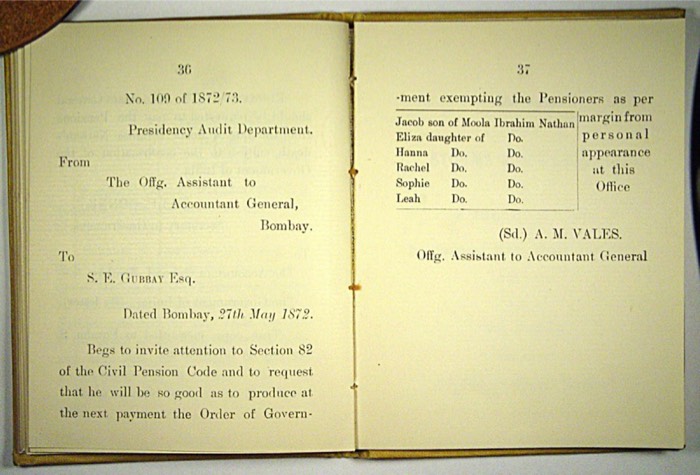 36
No. 109 of 1872/73.
Presidency Audit Department.
From
The Offg. Assistant to
Accountant General,
Bombay.
To
S. E. GUBBAY Esq.
Dated Bombay, 27th May 1872.
Begs to invite attention to Section 82
of the Civil Pension Code and to request
that he will be so good as to produce at
the next payment the Order of Govern-
37
-ment exempting the Pensioners as per
Jacob son of Moola Ibrahim Nathan
Eliza daughter of Do.
Hanna Do. Do.
Rachel Do. Do.
Sophie Do. Do.
Leah Do. Do.
margin from
personal
appearance
at this
Office
(Sd.) A. M. VALES.
Offg. Assistant to Accountant General